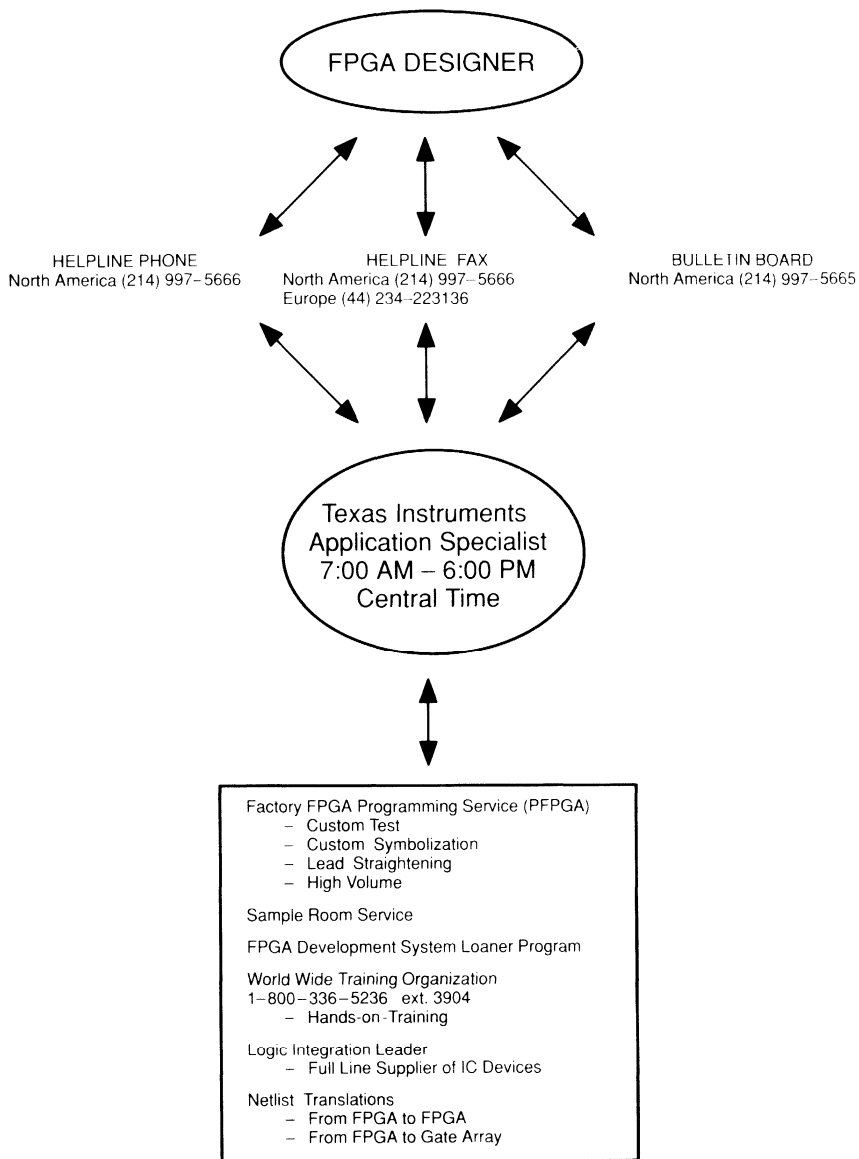 FPGA DESIGNER
HELPLINE PHONE
North America (214) 997–5666
HELPLINE FAX
North America (214) 997–5666
Europe (44) 234–223136
BULLETIN BOARD
North America (214) 997–5665
Texas Instruments
Application Specialist
7:00 AM – 6:00 PM
Central Time
Factory FPGA Programming Service (PFPGA)
– Custom Test
– Custom Symbolization
– Lead Straightening
– High Volume
Sample Room Service
FPGA Development System Loaner Program
World Wide Training Organization
1–800–336–5236 ext. 3904
– Hands-on-Training
Logic Integration Leader
– Full Line Supplier of IC Devices
Netlist Translations
– From FPGA to FPGA
– From FPGA to Gate Array